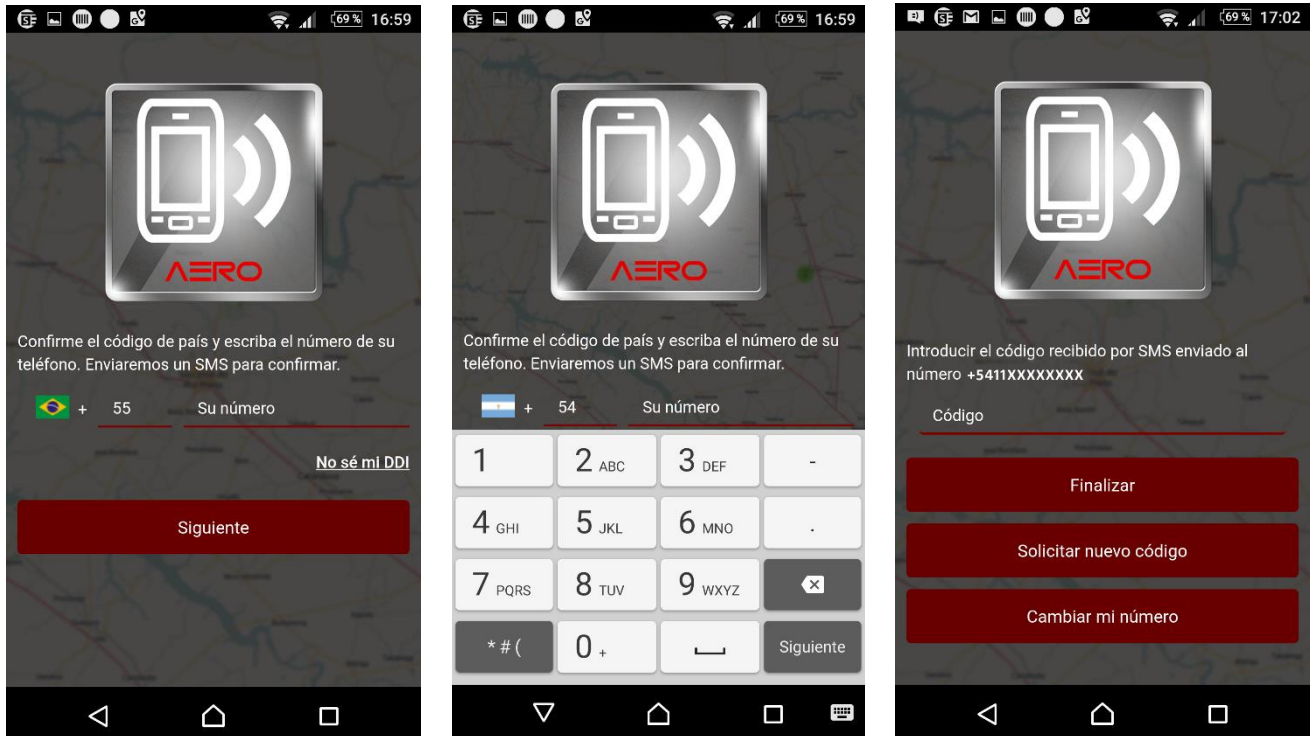 69 % 16:59
AERO
Confirme el código de país y escriba el número de su
teléfono. Enviaremos un SMS para confirmar.
+ 55 Su número
No sé mi DDI
Siguiente
69 % 16:59
AERO
Confirme el código de país y escriba el número de su
teléfono. Enviaremos un SMS para confirmar.
+ 54 Su número
1 2 ABC 3 DEF -
4 GHI 5 JKL 6 MNO .
7 PQRS 8 TUV 9 WXYZ
* # ( 0 + Siguiente
69 % 17:02
AERO
Introducir el código recibido por SMS enviado al
número +5411XXXXXXXX
Código
Finalizar
Solicitar nuevo código
Cambiar mi número